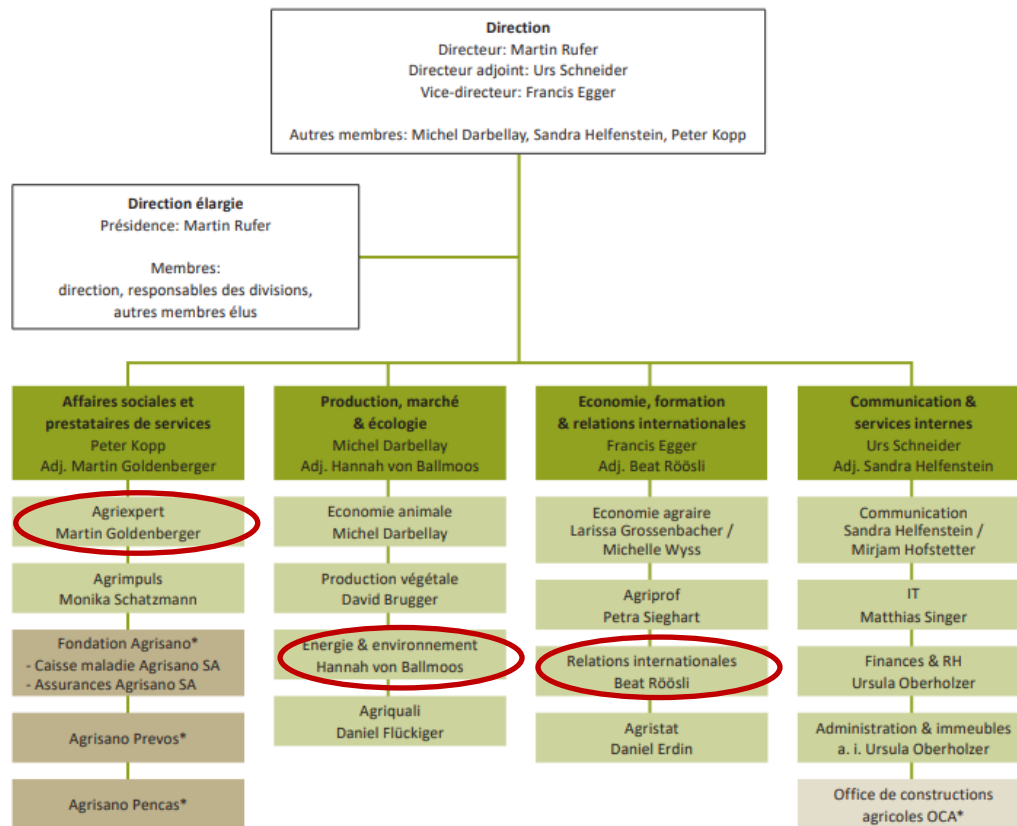 Direction
Directeur: Martin Rufer
Directeur adjoint: Urs Schneider
Vice-directeur: Francis Egger
Autres membres: Michel Darbellay, Sandra Helfenstein, Peter Kopp
Direction élargie
Présidence: Martin Rufer
Membres:
direction, responsables des divisions,
autres membres élus
Affaires sociales et
prestataires de services
Peter Kopp
Adj. Martin Goldenberger
Agriexpert
Martin Goldenberger
Agrimpuls
Monika Schatzmann
Fondation Agrisano*
- Caisse maladie Agrisano SA
- Assurances Agrisano SA
Agrisano Prevos*
Agrisano Pencas*
Production, marché
& écologie
Michel Darbellay
Adj. Hannah von Ballmoos
Economie animale
Michel Darbellay
Production végétale
David Brugger
Energie & environnement
Hannah von Ballmoos
Agriquali
Daniel Flückiger
Economie, formation
& relations internationales
Francis Egger
Adj. Beat Röösli
Economie agraire
Larissa Grossenbacher /
Michelle Wyss
Agriprof
Petra Sieghart
Relations internationales
Beat Röösli
Agristat
Daniel Erdin
Communication &
services internes
Urs Schneider
Adj. Sandra Helfenstein
Communication
Sandra Helfenstein /
Mirjam Hofstetter
IT
Matthias Singer
Finances & RH
Ursula Oberholzer
Administration & immeubles
a. i. Ursula Oberholzer
Office de constructions
agricoles OCA*